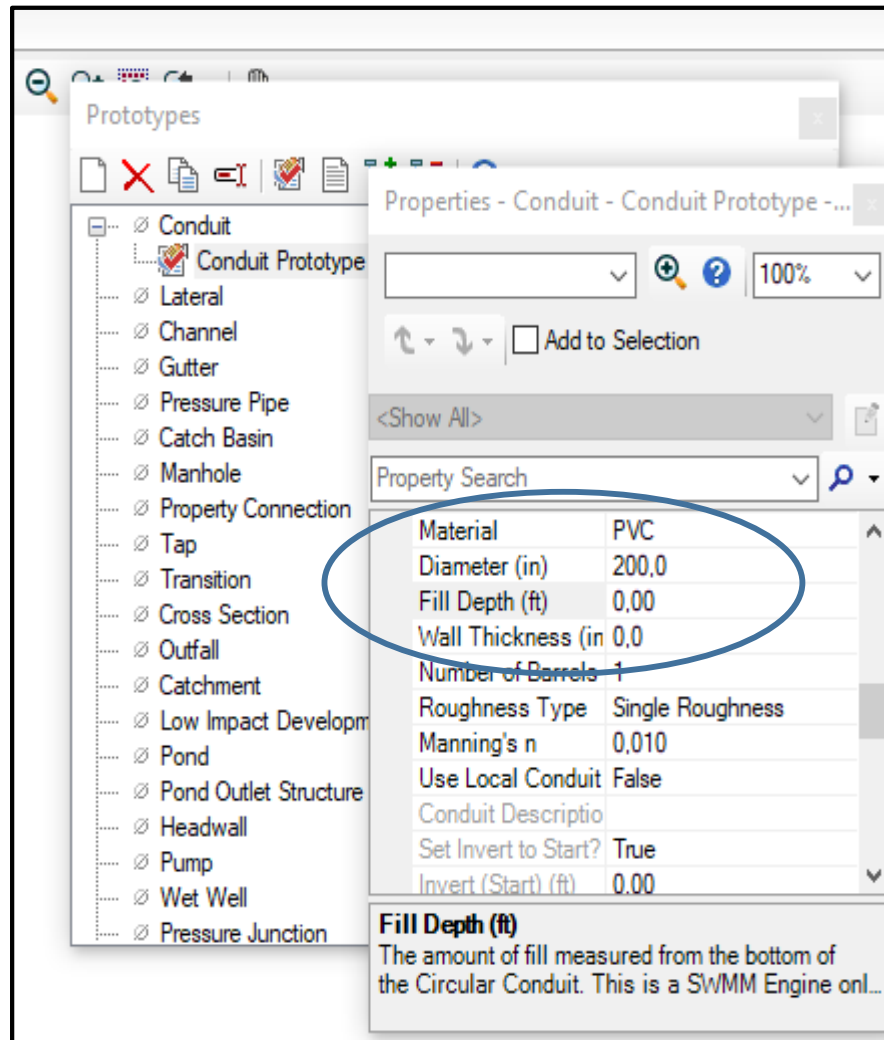 Prototypes
Conduit
Conduit Prototype
Lateral
Channel
Gutter
Pressure Pipe
Catch Basin
Manhole
Property Connection
Tap
Transition
Cross Section
Outfall
Catchment
Low Impact Developm
Pond
Pond Outlet Structure
Headwall
Pump
Wet Well
Pressure Junction
Properties - Conduit - Conduit Prototype -...
100%
Add to Selection
<Show All>
Property Search
Material PVC
Diameter (in) 200,0
Fill Depth (ft) 0,00
Wall Thickness (in 0,0
Number of Barrels 1
Roughness Type Single Roughness
Manning's n 0,010
Use Local Conduit False
Conduit Descriptio
Set Invert to Start? True
Invert (Start) (ft) 0,00
Fill Depth (ft)
The amount of fill measured from the bottom of
the Circular Conduit. This is a SWMM Engine onl...